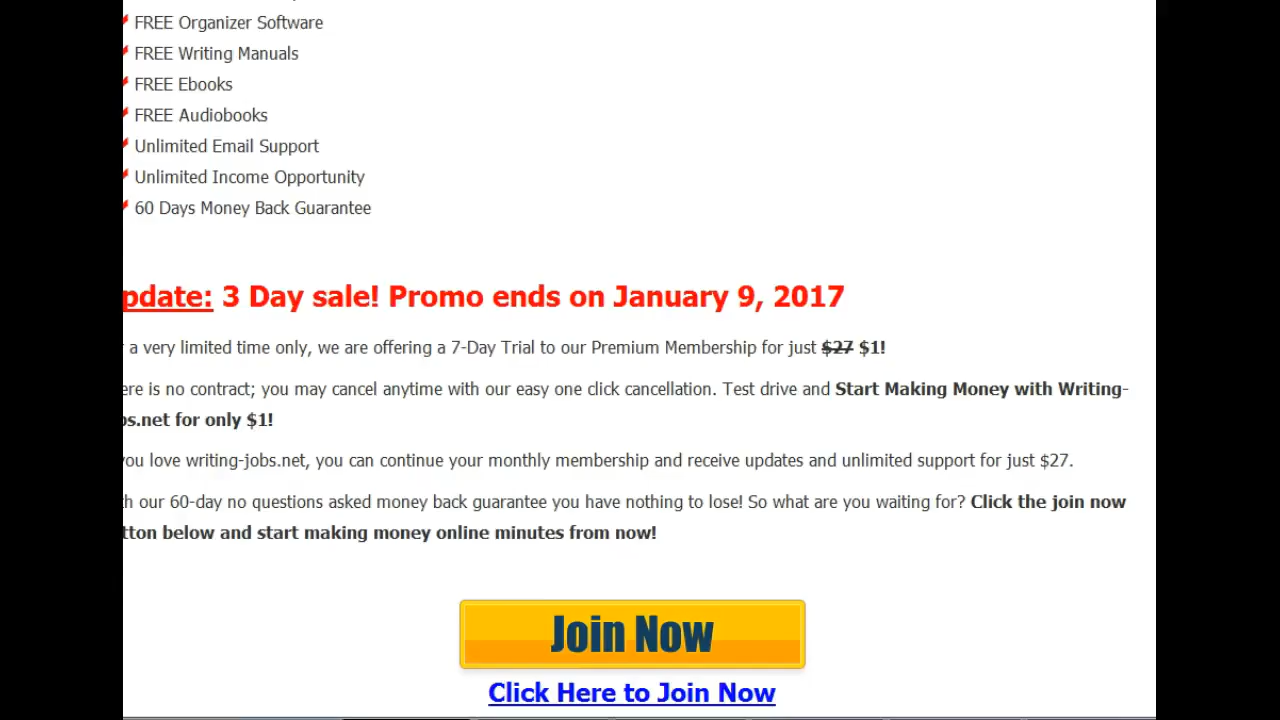 FREE Organizer Software
FREE Writing Manuals
FREE Ebooks
FREE Audiobooks
Unlimited Email Support
Unlimited Income Opportunity
60 Days Money Back Guarantee
pdate: 3 Day sale! Promo ends on January 9, 2017
a very limited time only, we are offering a 7-Day Trial to our Premium Membership for just $27 $1!
ere is no contract; you may cancel anytime with our easy one click cancellation. Test drive and Start Making Money with Writing-
bs.net for only $1!
you love writing-jobs.net, you can continue your monthly membership and receive updates and unlimited support for just $27.
th our 60-day no questions asked money back guarantee you have nothing to lose! So what are you waiting for? Click the join now
tton below and start making money online minutes from now!
Join Now
Click Here to Join Now